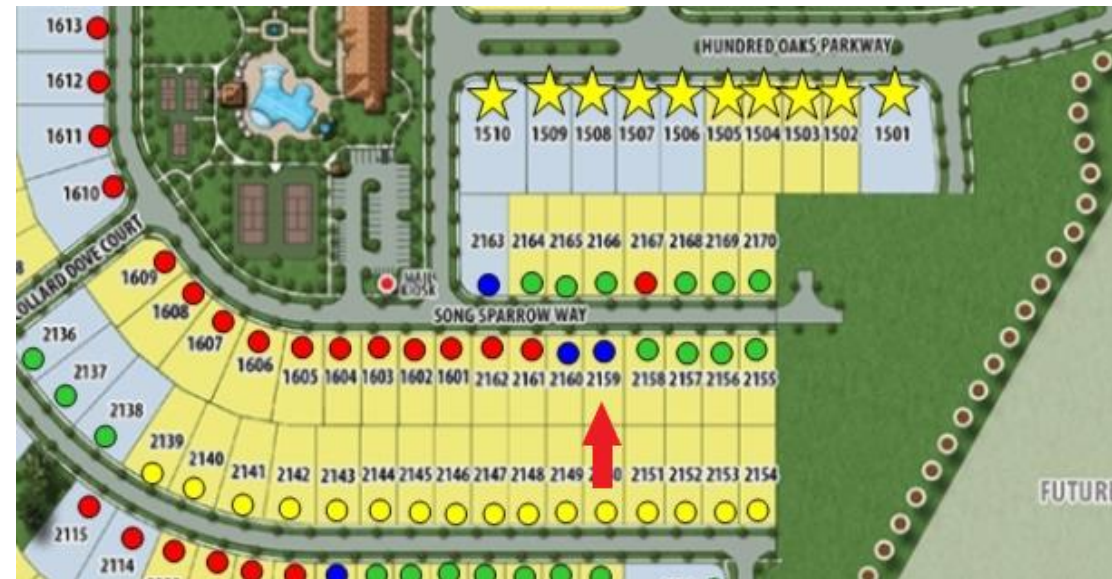 1613
HUNDRED OAKS PARKWAY
1612
1611
1510 1509 1508 1507 1506 1505 1504 1503 1502 1501
1610
COLLARD DOVE COURT
2163 2164 2165 2166 2167 2168 2169 2170
1609
MAIL
KIOSK
1608
SONG SPARROW WAY
2136
1607
1606
2137
1605 1604 1603 1602 1601 2162 2161 2160 2159 2158 2157 2156 2155
2138
2139
2140
2141 2142 2143 2144 2145 2146 2147 2148 2149 2151 2152 2153 2154
FUTUR
2115
2114